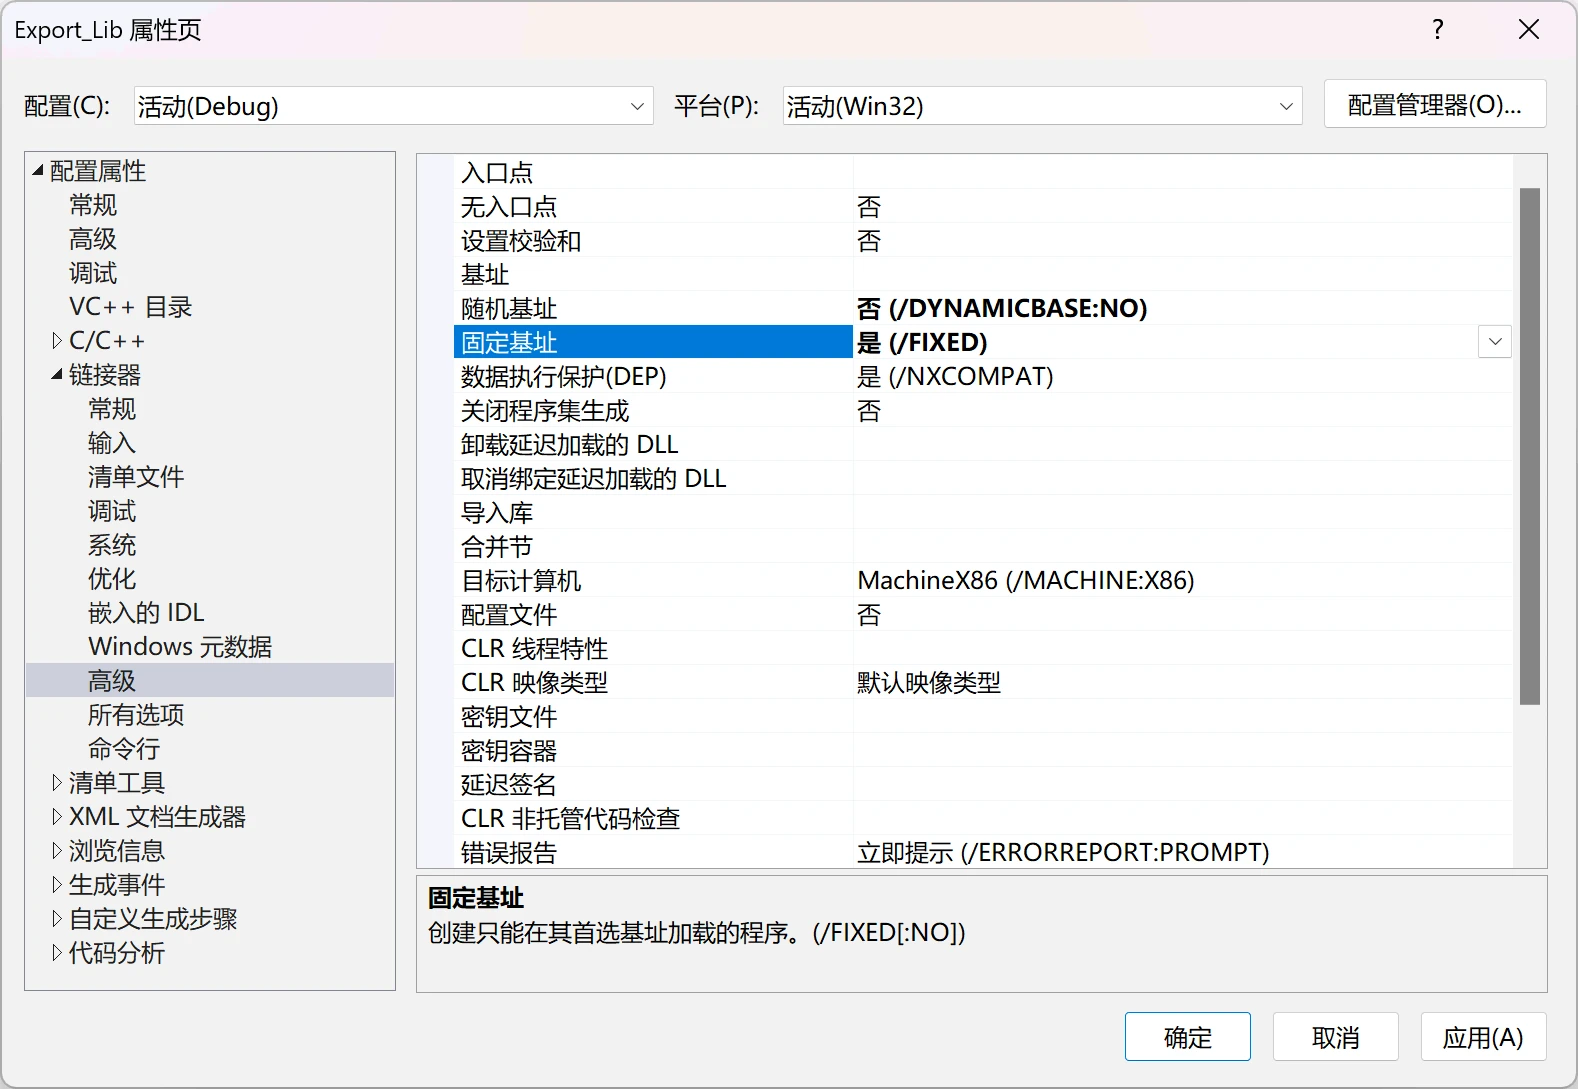 Export_Lib 属性页
?
配置(C): 活动(Debug) 平台(P): 活动(Win32) 配置管理器(O)...
配置属性
常规
高级
调试
VC++ 目录
C/C++
链接器
常规
输入
清单文件
调试
系统
优化
嵌入的 IDL
Windows 元数据
高级
所有选项
命令行
清单工具
XML 文档生成器
浏览信息
生成事件
自定义生成步骤
代码分析
入口点
无入口点 否
设置校验和 否
基址
随机基址 否 (/DYNAMICBASE:NO)
固定基址 是 (/FIXED)
数据执行保护(DEP) 是 (/NXCOMPAT)
关闭程序集生成 否
卸载延迟加载的 DLL
取消绑定延迟加载的 DLL
导入库
合并节
目标计算机 MachineX86 (/MACHINE:X86)
配置文件 否
CLR 线程特性
CLR 映像类型 默认映像类型
密钥文件
密钥容器
延迟签名
CLR 非托管代码检查
错误报告 立即提示 (/ERRORREPORT:PROMPT)
固定基址
创建只能在其首选基址加载的程序。(/FIXED[:NO])
确定 取消 应用(A)